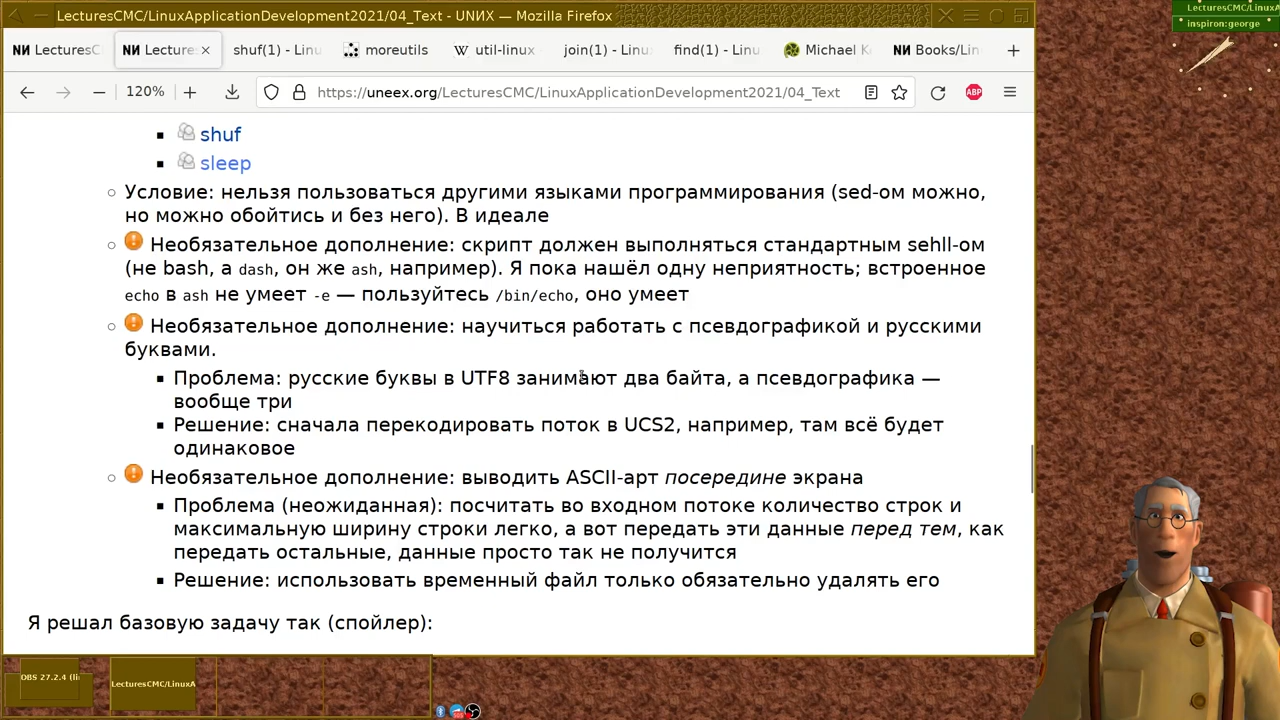 LecturesCMC/LinuxApplicationDevelopment2021/04_Text - UNИX — Mozilla Firefox
LecturesCMC/LinuxA
inspiron:george
LecturesC
Lecture
shuf(1) - Linu
moreutils
util-linux
join(1) - Linu
find(1) - Linu
Michael K
Books/Lin
120%
https://uneex.org/LecturesCMC/LinuxApplicationDevelopment2021/04_Text
ABP
shuf
sleep
Условие: нельзя пользоваться другими языками программирования (sed-ом можно,
но можно обойтись и без него). В идеале
Необязательное дополнение: скрипт должен выполняться стандартным sehll-ом
(не bash, а dash, он же ash, например). Я пока нашёл одну неприятность; встроенное
echo в ash не умеет -e — пользуйтесь /bin/echo, оно умеет
Необязательное дополнение: научиться работать с псевдографикой и русскими
буквами.
Проблема: русские буквы в UTF8 занимают два байта, а псевдографика —
вообще три
Решение: сначала перекодировать поток в UCS2, например, там всё будет
одинаковое
Необязательное дополнение: выводить ASCII-арт посередине экрана
Проблема (неожиданная): посчитать во входном потоке количество строк и
максимальную ширину строки легко, а вот передать эти данные перед тем, как
передать остальные, данные просто так не получится
Решение: использовать временный файл только обязательно удалять его
Я решал базовую задачу так (спойлер):
OBS 27.2.4 (li
LecturesCMC/LinuxA